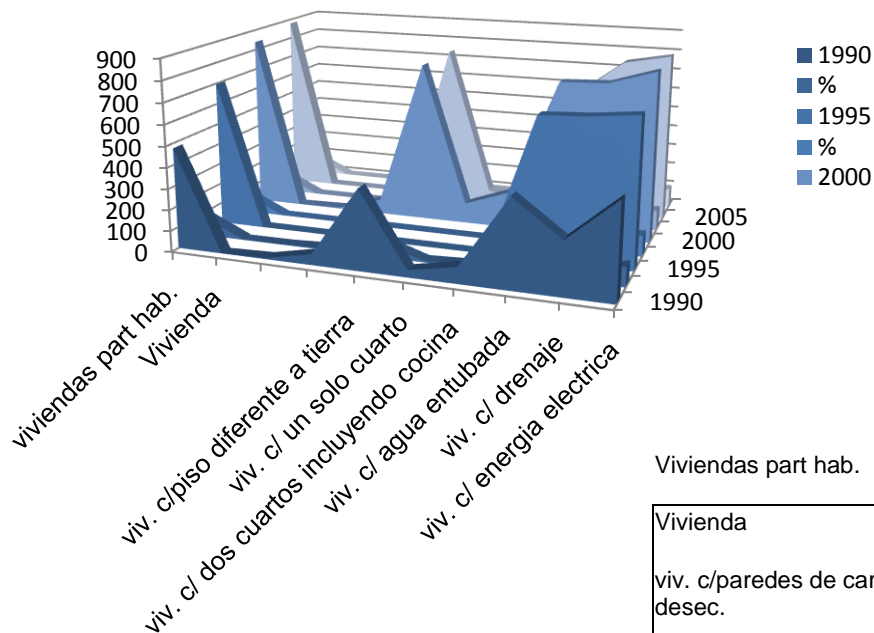 900
800
700
600
500
400
300
200
100
0
1990
%
1995
%
2000
2005
2000
1995
1990
viviendas part hab.
Vivienda
viv. c/piso diferente a tierra
viv. c/ un solo cuarto
viv. c/ dos cuartos incluyendo cocina
viv. c/ agua entubada
viv. c/ drenaje
viv. c/ energia electrica
Viviendas part hab.
Vivienda
viv. c/paredes de car
desec.